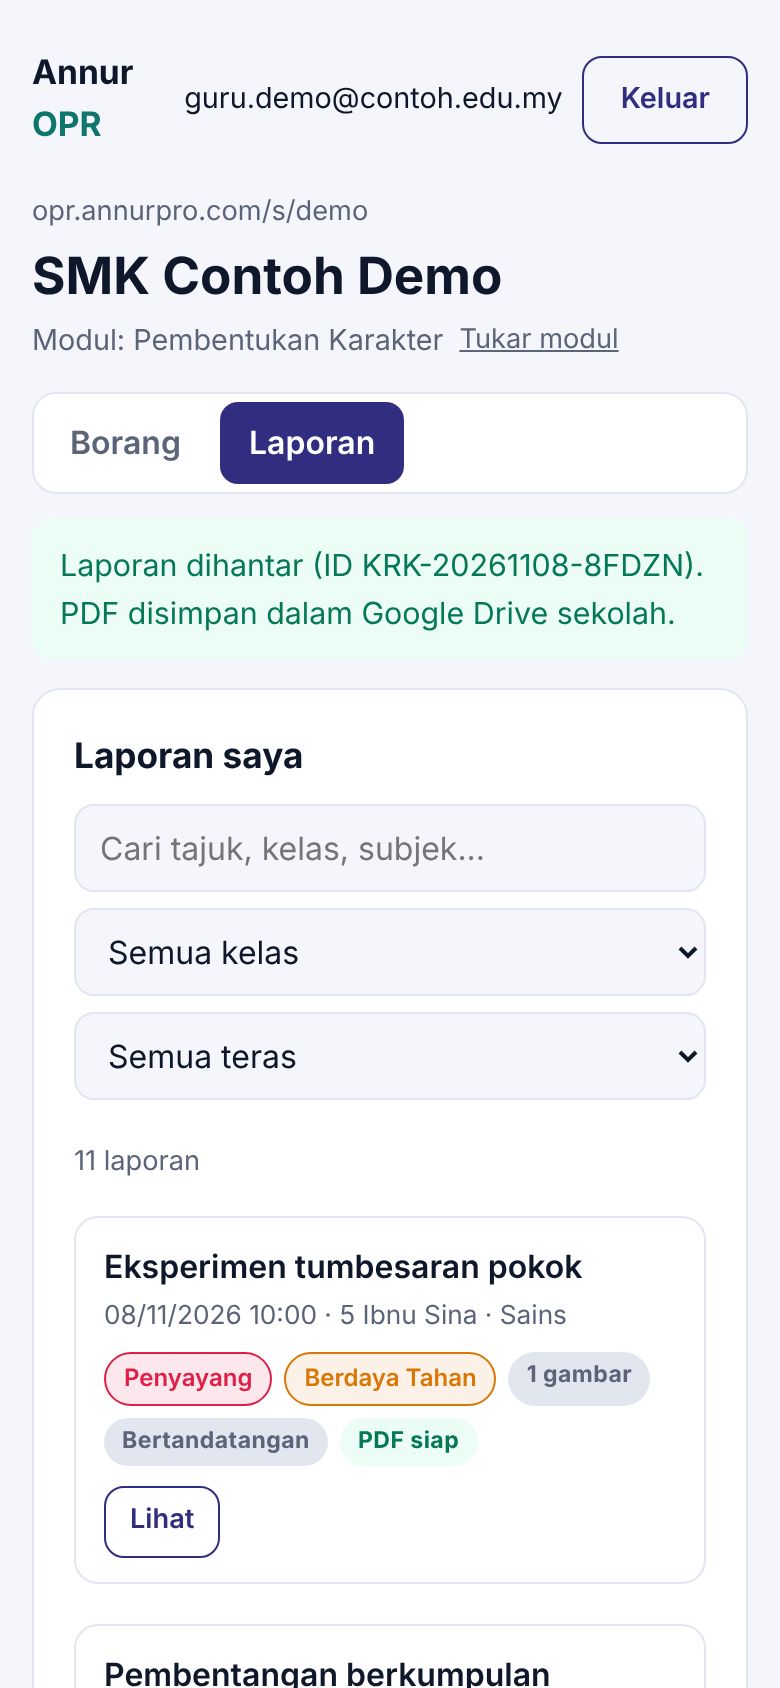 Annur
OPR
guru.demo@contoh.edu.my
Keluar
opr.annurpro.com/s/demo
SMK Contoh Demo
Modul: Pembentukan Karakter Tukar modul
Borang Laporan
Laporan dihantar (ID KRK-20261108-8FDZN).
PDF disimpan dalam Google Drive sekolah.
Laporan saya
Cari tajuk, kelas, subjek...
Semua kelas
Semua teras
11 laporan
Eksperimen tumbesaran pokok
08/11/2026 10:00 · 5 Ibnu Sina · Sains
Penyayang Berdaya Tahan 1 gambar
Bertandatangan PDF siap
Lihat
Pembentangan berkumpulan